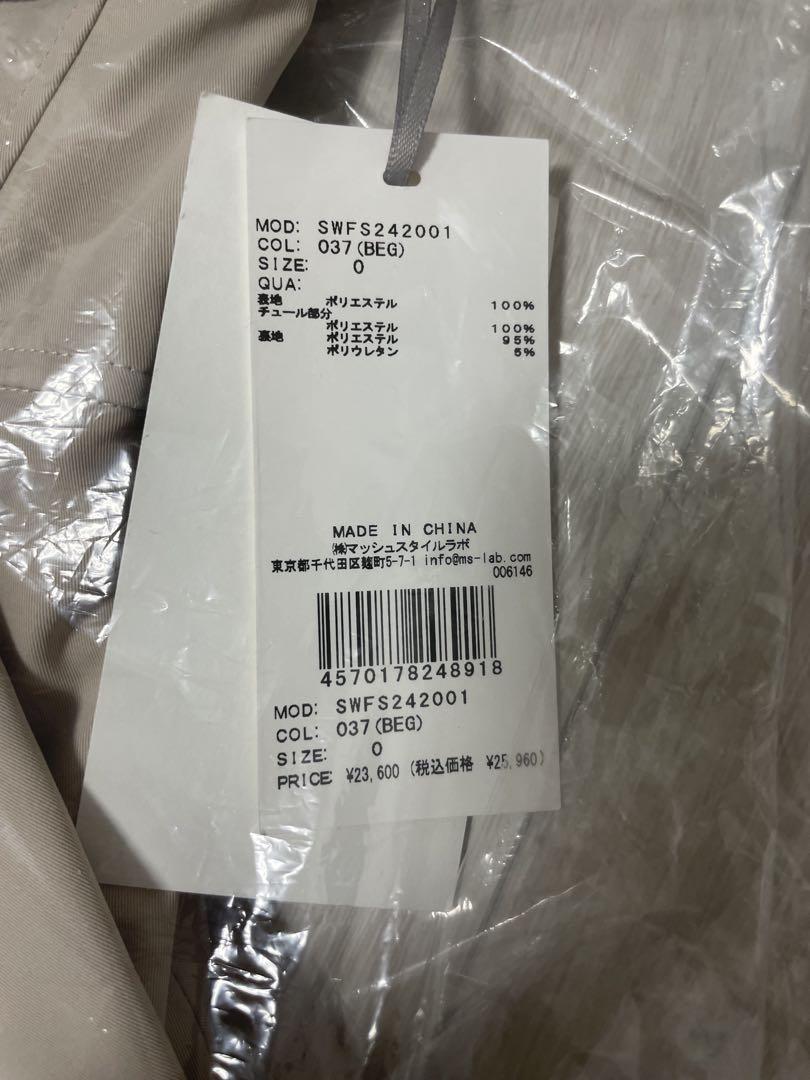 MOD: SWFS242001
COL: 037(BEG)
SIZE: 0
QUA:
表地 ポリエステル 100%
チュール部分
ポリエステル 100%
裏地 ポリエステル 95%
ポリウレタン 5%
MADE IN CHINA
㈱マッシュスタイルラボ
東京都千代田区麹町5-7-1 info@ms-lab.com
006146
4570178248918
MOD: SWFS242001
COL: 037(BEG)
SIZE: 0
PRICE: ¥23,600 (税込価格 ¥25,960)